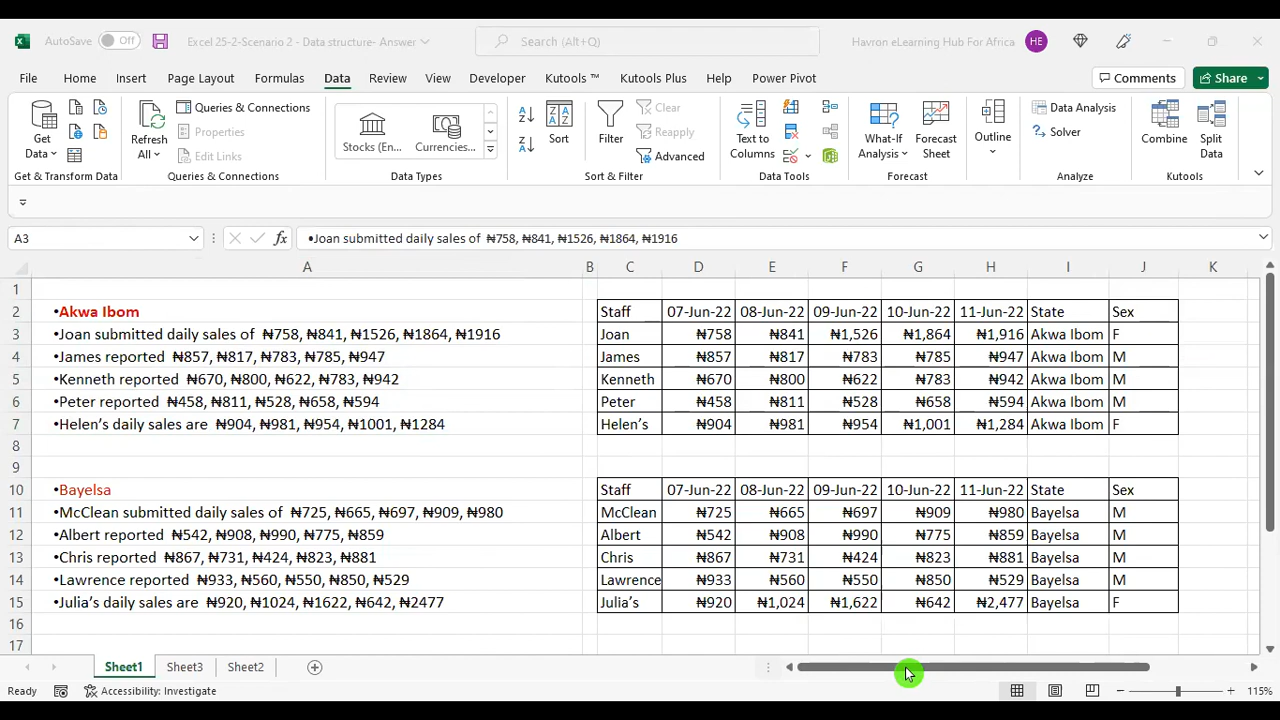 AutoSave Off Excel 25-2-Scenario 2 - Data structure- Answer Search (Alt+Q) Havron eLearning Hub For Africa HE
File Home Insert Page Layout Formulas Data Review View Developer Kutools ™ Kutools Plus Help Power Pivot Comments Share
Get Data Refresh All Queries & Connections Properties Edit Links Stocks (En... Currencies... Sort Filter Clear Reapply Advanced Text to Columns What-If Analysis Forecast Sheet Outline Data Analysis Solver Combine Split Data
Get & Transform Data Queries & Connections Data Types Sort & Filter Data Tools Forecast Analyze Kutools
A3 fx •Joan submitted daily sales of ₦758, ₦841, ₦1526, ₦1864, ₦1916
A B C D E F G H I J K
1
2 •Akwa Ibom Staff 07-Jun-22 08-Jun-22 09-Jun-22 10-Jun-22 11-Jun-22 State Sex
3 •Joan submitted daily sales of ₦758, ₦841, ₦1526, ₦1864, ₦1916 Joan ₦758 ₦841 ₦1,526 ₦1,864 ₦1,916 Akwa Ibom F
4 •James reported ₦857, ₦817, ₦783, ₦785, ₦947 James ₦857 ₦817 ₦783 ₦785 ₦947 Akwa Ibom M
5 •Kenneth reported ₦670, ₦800, ₦622, ₦783, ₦942 Kenneth ₦670 ₦800 ₦622 ₦783 ₦942 Akwa Ibom M
6 •Peter reported ₦458, ₦811, ₦528, ₦658, ₦594 Peter ₦458 ₦811 ₦528 ₦658 ₦594 Akwa Ibom M
7 •Helen’s daily sales are ₦904, ₦981, ₦954, ₦1001, ₦1284 Helen’s ₦904 ₦981 ₦954 ₦1,001 ₦1,284 Akwa Ibom F
8
9
10 •Bayelsa Staff 07-Jun-22 08-Jun-22 09-Jun-22 10-Jun-22 11-Jun-22 State Sex
11 •McClean submitted daily sales of ₦725, ₦665, ₦697, ₦909, ₦980 McClean ₦725 ₦665 ₦697 ₦909 ₦980 Bayelsa M
12 •Albert reported ₦542, ₦908, ₦990, ₦775, ₦859 Albert ₦542 ₦908 ₦990 ₦775 ₦859 Bayelsa M
13 •Chris reported ₦867, ₦731, ₦424, ₦823, ₦881 Chris ₦867 ₦731 ₦424 ₦823 ₦881 Bayelsa M
14 •Lawrence reported ₦933, ₦560, ₦550, ₦850, ₦529 Lawrence ₦933 ₦560 ₦550 ₦850 ₦529 Bayelsa M
15 •Julia’s daily sales are ₦920, ₦1024, ₦1622, ₦642, ₦2477 Julia’s ₦920 ₦1,024 ₦1,622 ₦642 ₦2,477 Bayelsa F
16
17
Sheet1 Sheet3 Sheet2
Ready Accessibility: Investigate 115%